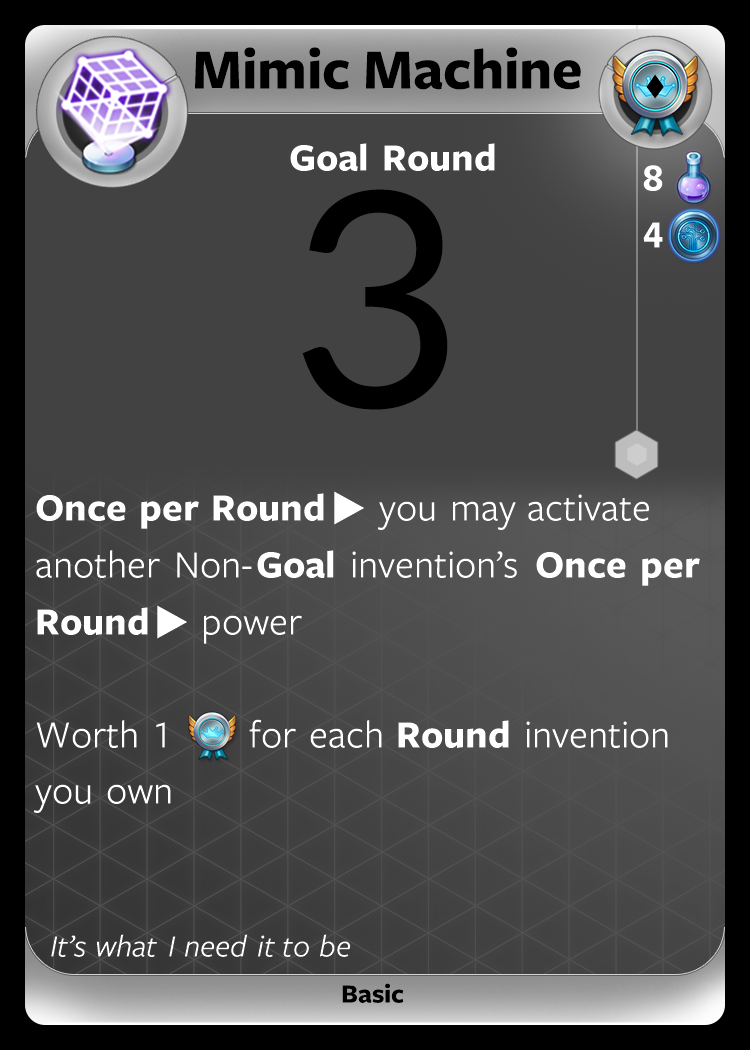 Mimic Machine
Goal Round
8
3
4
Once per Round▶ you may activate
another Non-Goal invention’s Once per
Round▶ power
Worth 1 for each Round invention
you own
It’s what I need it to be
Basic